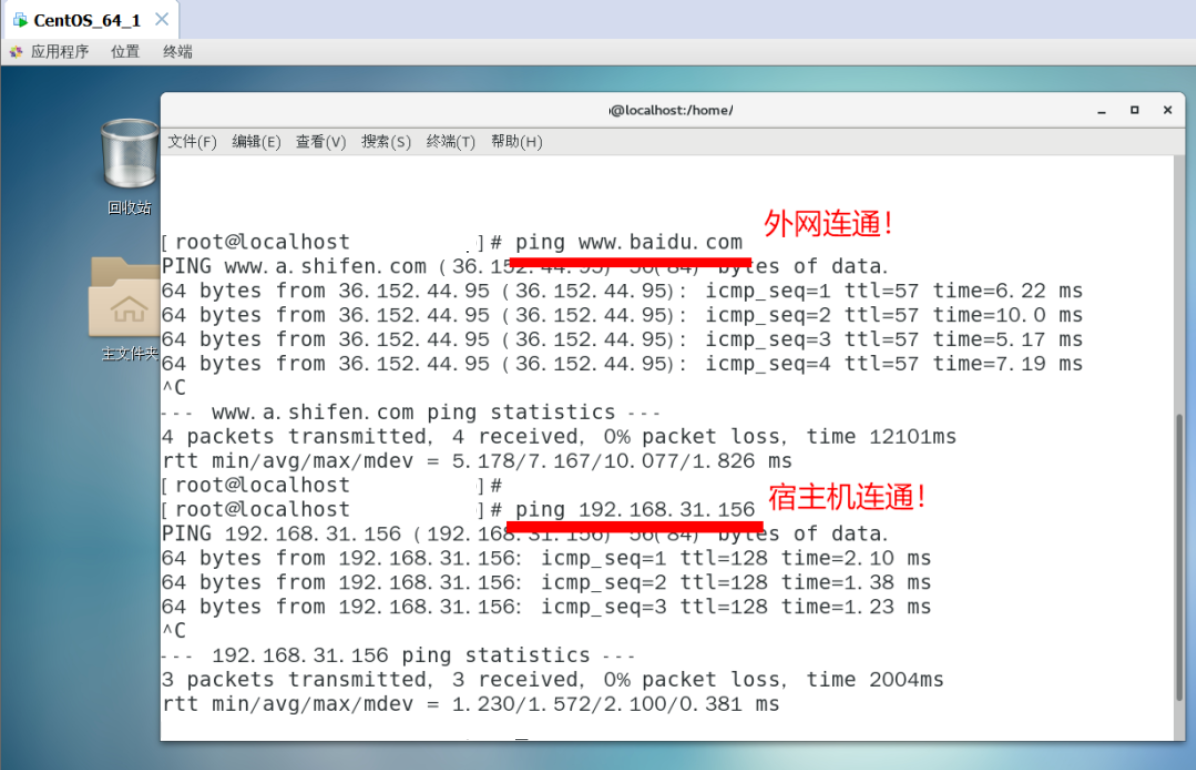 CentOS_64_1
应用程序 位置 终端
@localhost:/home/
文件(F) 编辑(E) 查看(V) 搜索(S) 终端(T) 帮助(H)
回收站
主文件夹
外网连通!
[root@localhost ]# ping www.baidu.com
PING www.a.shifen.com (36.152.44.95) 56(84) bytes of data.
64 bytes from 36.152.44.95 (36.152.44.95): icmp_seq=1 ttl=57 time=6.22 ms
64 bytes from 36.152.44.95 (36.152.44.95): icmp_seq=2 ttl=57 time=10.0 ms
64 bytes from 36.152.44.95 (36.152.44.95): icmp_seq=3 ttl=57 time=5.17 ms
64 bytes from 36.152.44.95 (36.152.44.95): icmp_seq=4 ttl=57 time=7.19 ms
^C
--- www.a.shifen.com ping statistics ---
4 packets transmitted, 4 received, 0% packet loss, time 12101ms
rtt min/avg/max/mdev = 5.178/7.167/10.077/1.826 ms
[root@localhost ]#
[root@localhost ]# ping 192.168.31.156
宿主机连通!
PING 192.168.31.156 (192.168.31.156) 56(84) bytes of data.
64 bytes from 192.168.31.156: icmp_seq=1 ttl=128 time=2.10 ms
64 bytes from 192.168.31.156: icmp_seq=2 ttl=128 time=1.38 ms
64 bytes from 192.168.31.156: icmp_seq=3 ttl=128 time=1.23 ms
^C
--- 192.168.31.156 ping statistics ---
3 packets transmitted, 3 received, 0% packet loss, time 2004ms
rtt min/avg/max/mdev = 1.230/1.572/2.100/0.381 ms